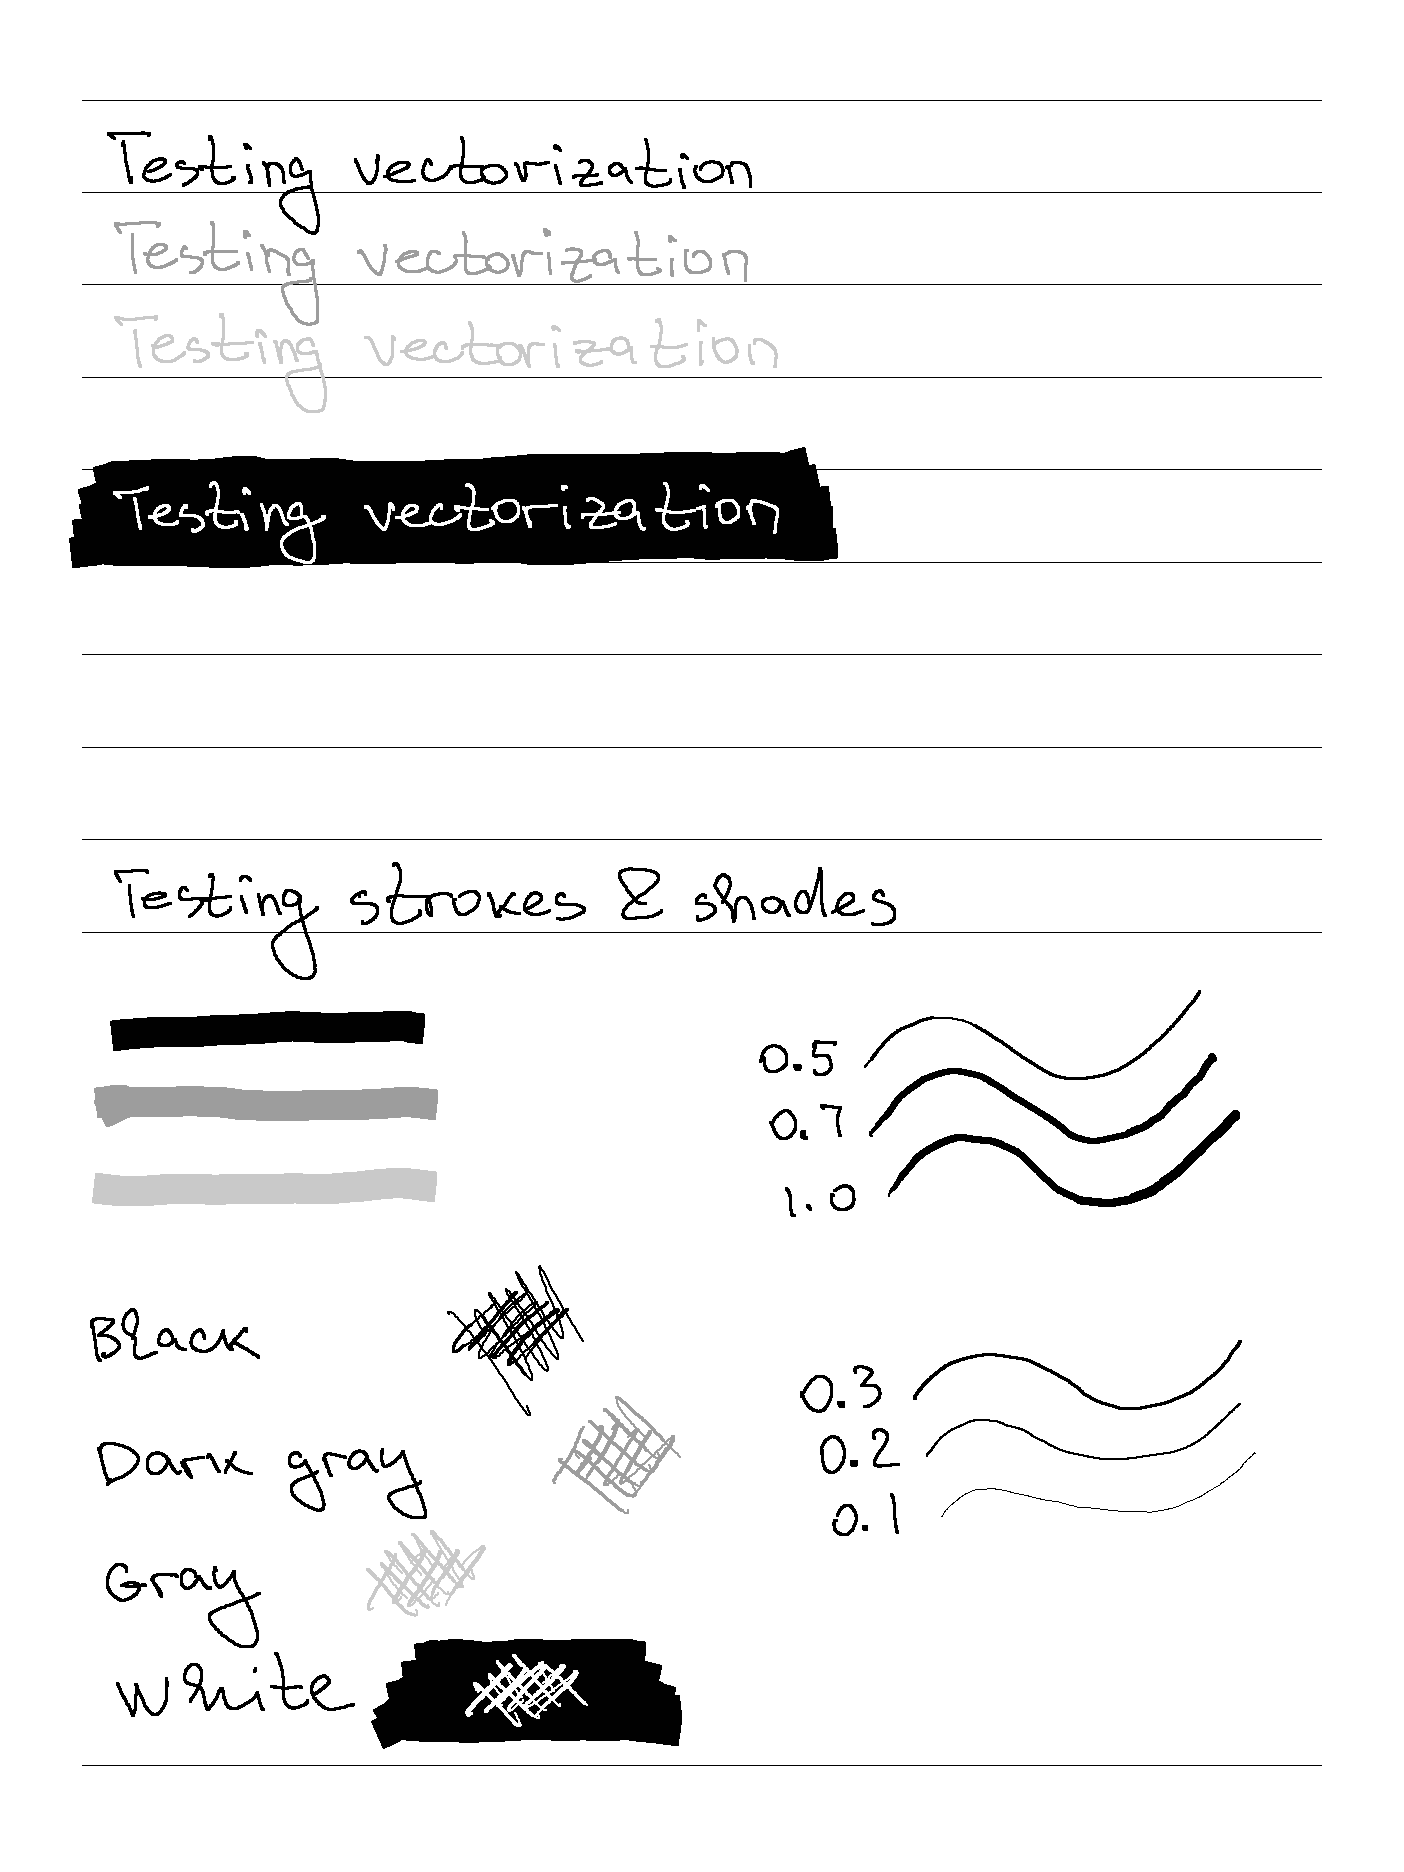 Testing vectorization
Testing vectorization
Testing vectorization
Testing vectorization
Testing strokes & shades
0.5
0.7
1.0
Black
0.3
Dark gray
0.2
0.1
Gray
White